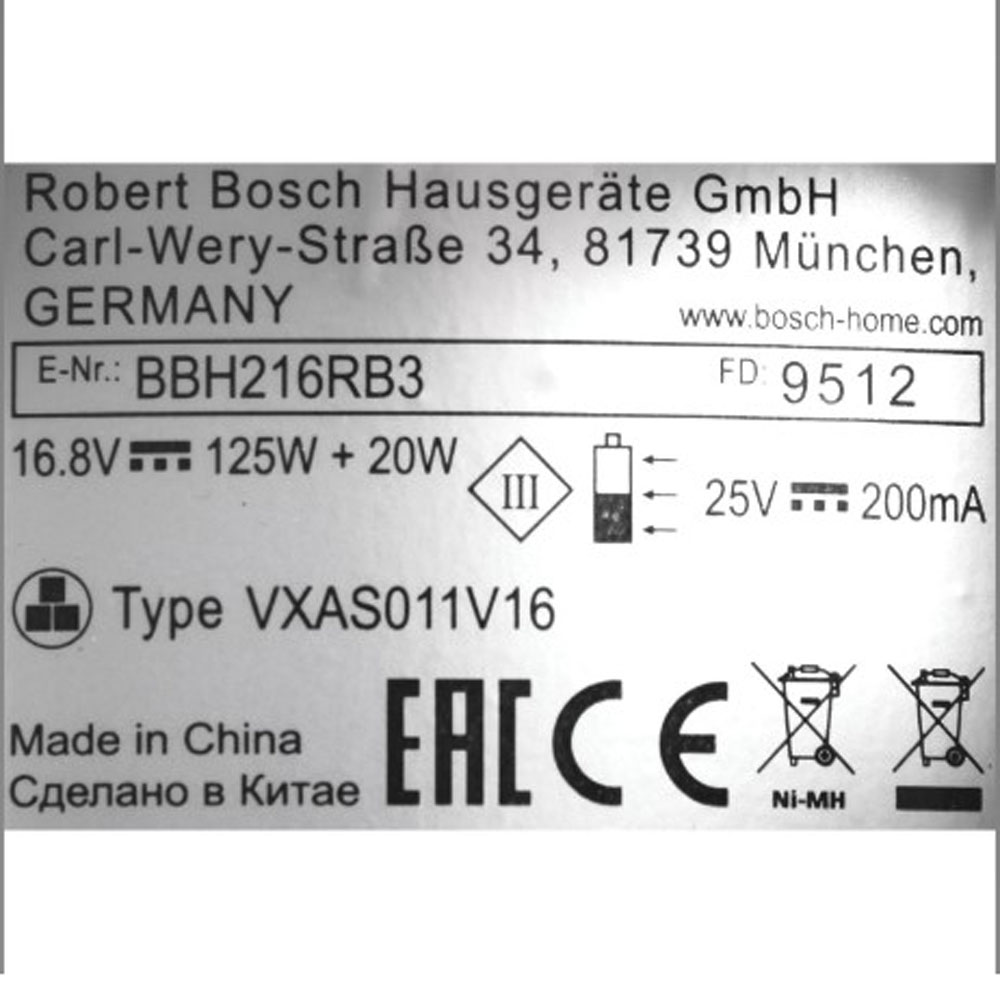 Robert Bosch Hausgeräte GmbH
Carl-Wery-Straße 34, 81739 München,
GERMANY
www.bosch-home.com
E-Nr.: BBH216RB3 FD: 9512
16.8V 125W + 20W
III
25V 200mA
Type VXAS011V16
EAC CE
Made in China
Сделано в Китае
Ni-MH